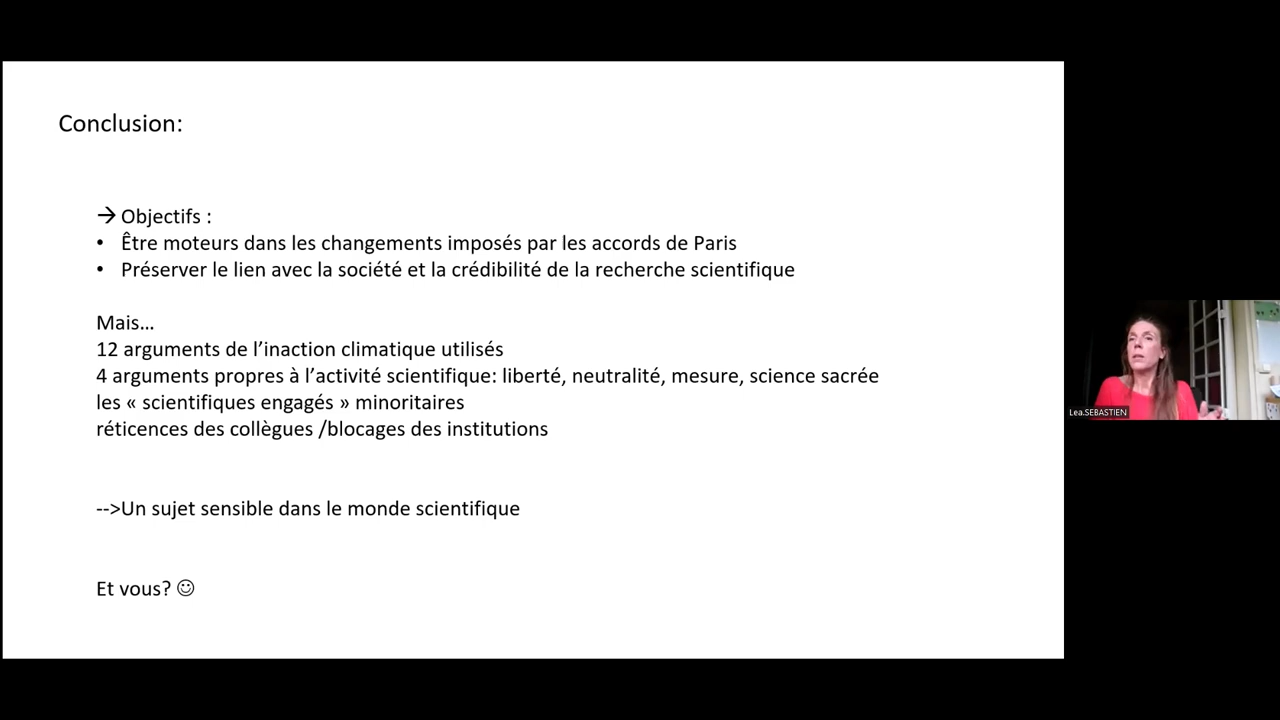 Conclusion:
→ Objectifs :
• Être moteurs dans les changements imposés par les accords de Paris
• Préserver le lien avec la société et la crédibilité de la recherche scientifique
Mais…
12 arguments de l’inaction climatique utilisés
4 arguments propres à l’activité scientifique: liberté, neutralité, mesure, science sacrée
les « scientifiques engagés » minoritaires
réticences des collègues /blocages des institutions
-->Un sujet sensible dans le monde scientifique
Et vous? ☺
Lea.SEBASTIEN